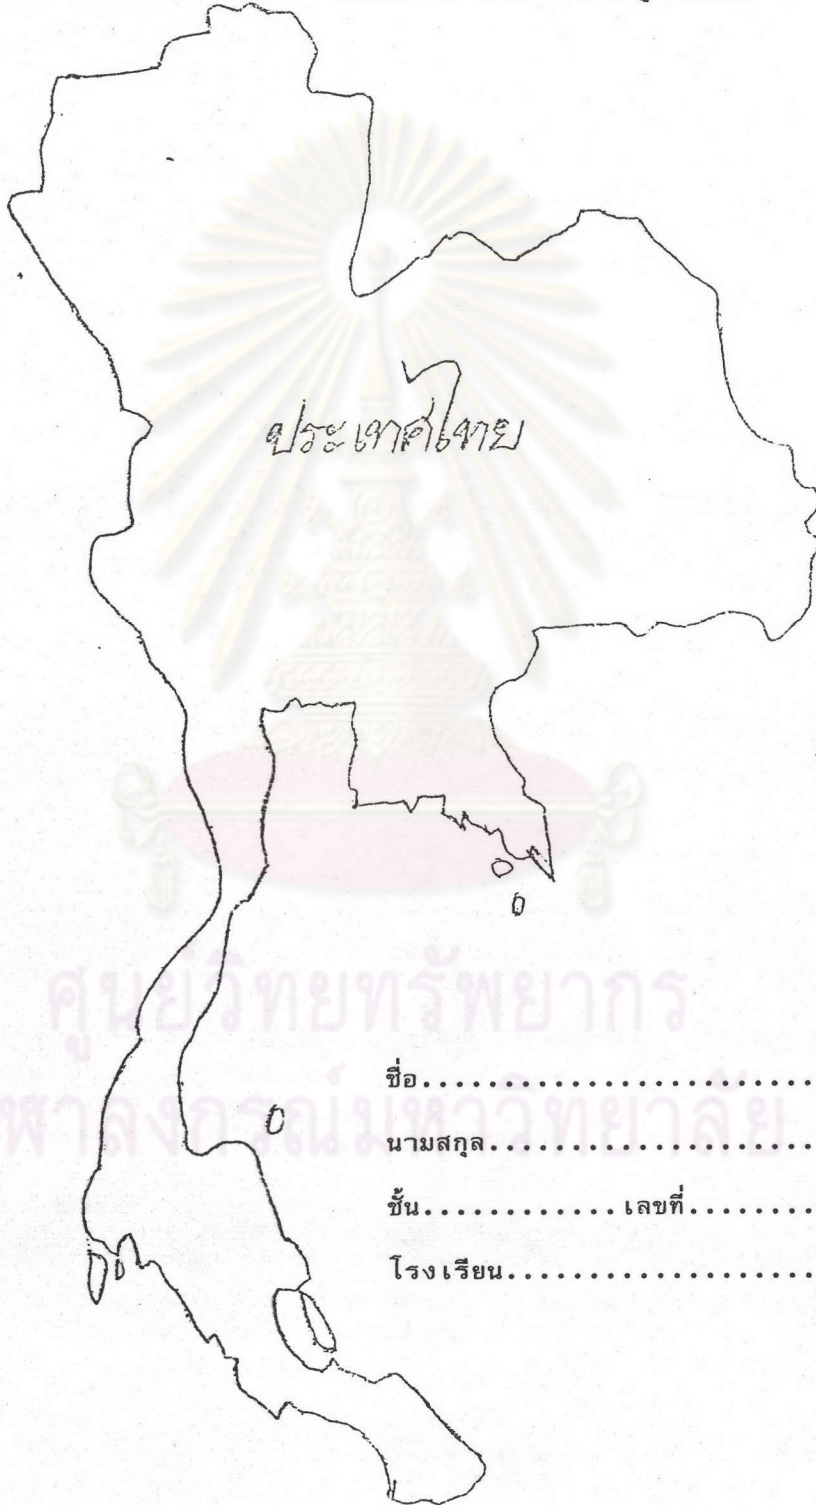 ประเทศไทย
ศูนย์วิทยทรัพยากร
ชื่อ..............................
พาลงกรณ์มหาวิทยาลัย
นามสกุล.........................
ชั้น............. เลขที่...........
โรงเรียน........................